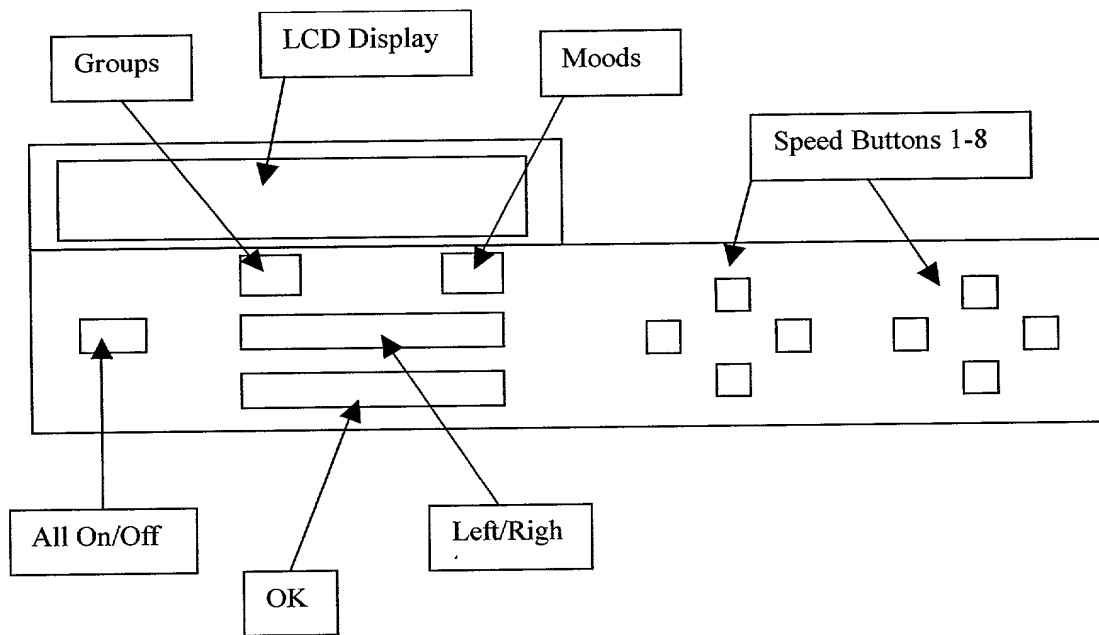 LCD Display
Groups
Moods
Speed Buttons 1-8
All On/Off
Left/Righ
OK